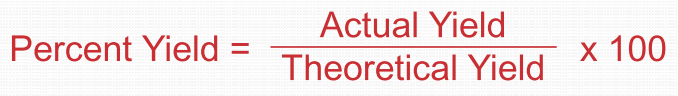 Percent Yield = Actual Yield / Theoretical Yield x 100